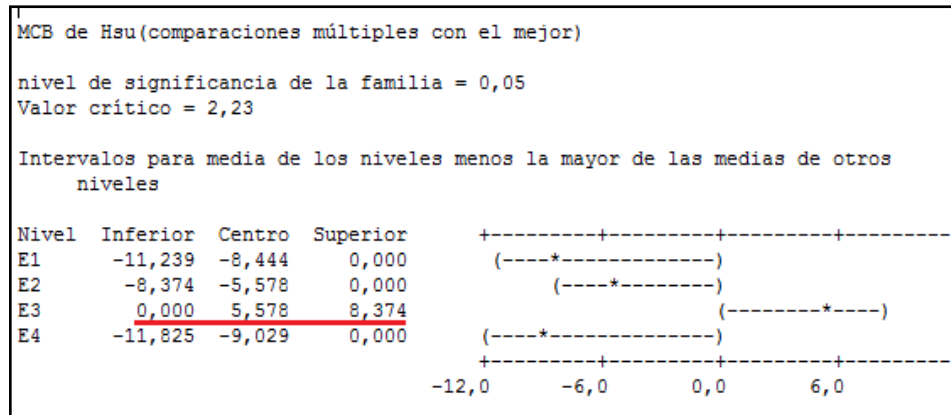 MCB de Hsu(comparaciones múltiples con el mejor)
nivel de significancia de la familia = 0,05
Valor crítico = 2,23
Intervalos para media de los niveles menos la mayor de las medias de otros
niveles
Nivel Inferior Centro Superior +---------+---------+---------+---------
E1 -11,239 -8,444 0,000 (----*-------------)
E2 -8,374 -5,578 0,000 (----*--------)
E3 0,000 5,578 8,374 (--------*----)
E4 -11,825 -9,029 0,000 (----*--------------)
+---------+---------+---------+---------
-12,0 -6,0 0,0 6,0